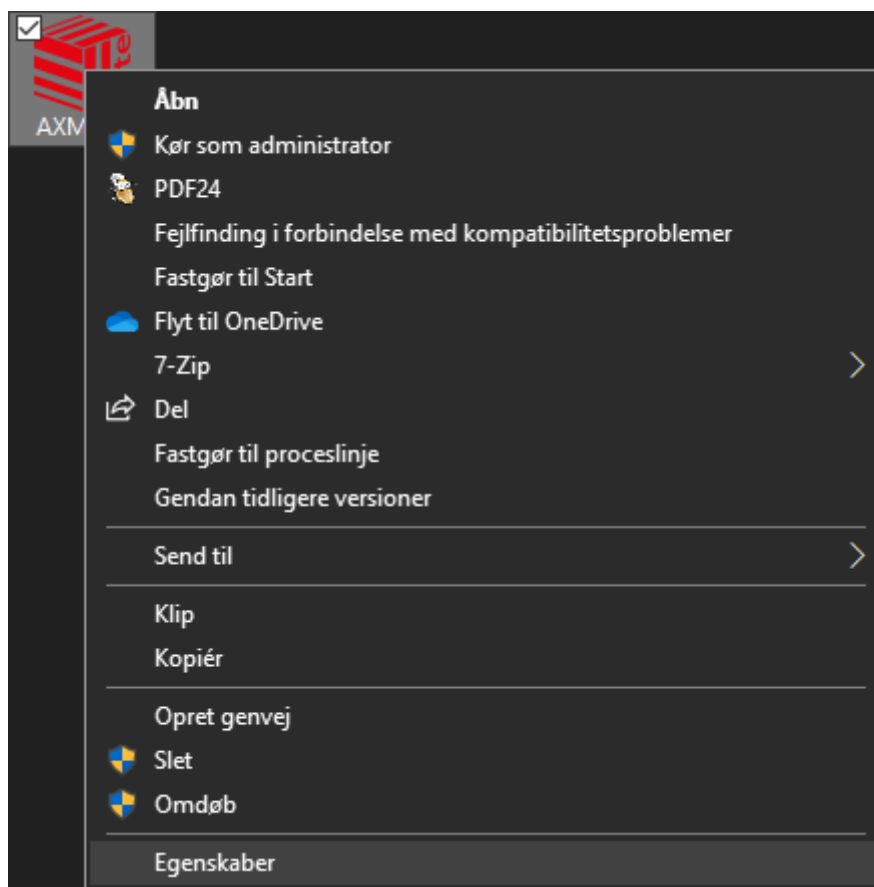 Åbn
Kør som administrator
PDF24
Fejlfinding i forbindelse med kompatibilitetsproblemer
Fastgør til Start
Flyt til OneDrive
7-Zip
Del
Fastgør til proceslinje
Gendan tidligere versioner
Send til
Klip
Kopiér
Opret genvej
Slet
Omdøb
Egenskaber